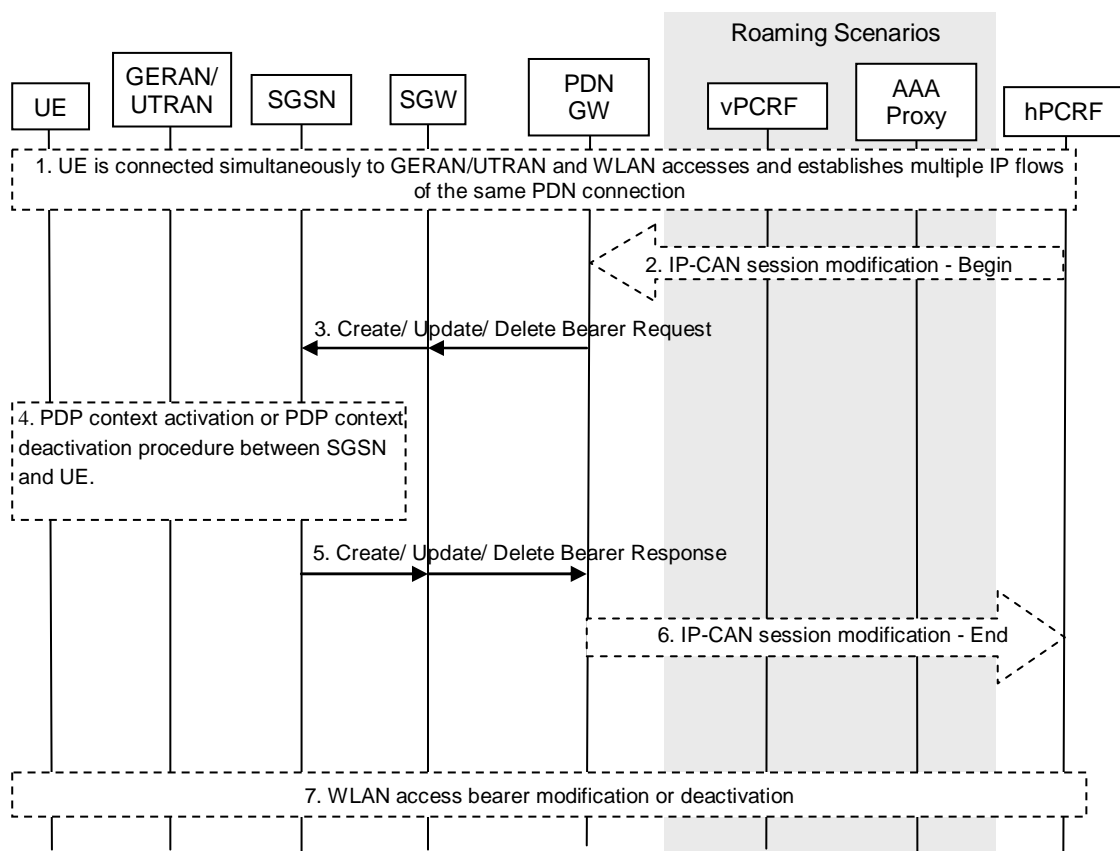 Roaming Scenarios
UE
GERAN/
UTRAN
SGSN
SGW
PDN
GW
vPCRF
AAA
Proxy
hPCRF
1. UE is connected simultaneously to GERAN/UTRAN and WLAN accesses and establishes multiple IP flows
of the same PDN connection
2. IP-CAN session modification - Begin
3. Create/ Update/ Delete Bearer Request
4. PDP context activation or PDP context
deactivation procedure between SGSN
and UE.
5. Create/ Update/ Delete Bearer Response
6. IP-CAN session modification - End
7. WLAN access bearer modification or deactivation